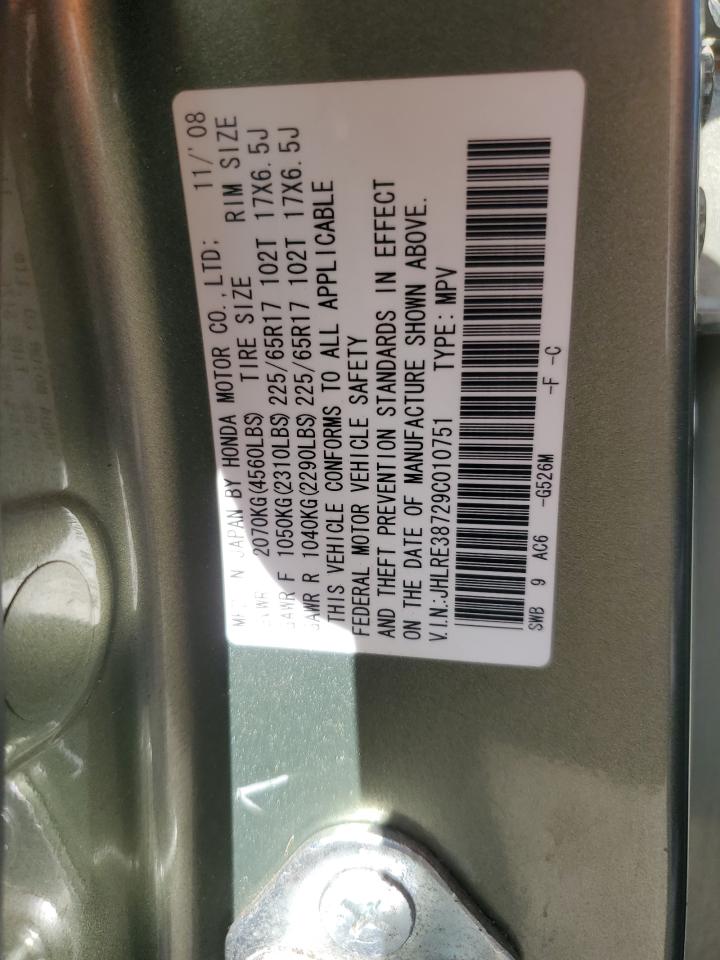 IN JAPAN BY HONDA MOTOR CO.,LTD: 11/'08
2070KG(4560LBS) TIRE SIZE RIM SIZE
GAWR F 1050KG(2310LBS) 225/65R17 102T 17X6.5J
GAWR R 1040KG(2290LBS) 225/65R17 102T 17X6.5J
THIS VEHICLE CONFORMS TO ALL APPLICABLE
FEDERAL MOTOR VEHICLE SAFETY
AND THEFT PREVENTION STANDARDS IN EFFECT
ON THE DATE OF MANUFACTURE SHOWN ABOVE.
V.I.N.:JHLRE38729C010751 TYPE:MPV
SWB 9 AC6 -G526M -F -C